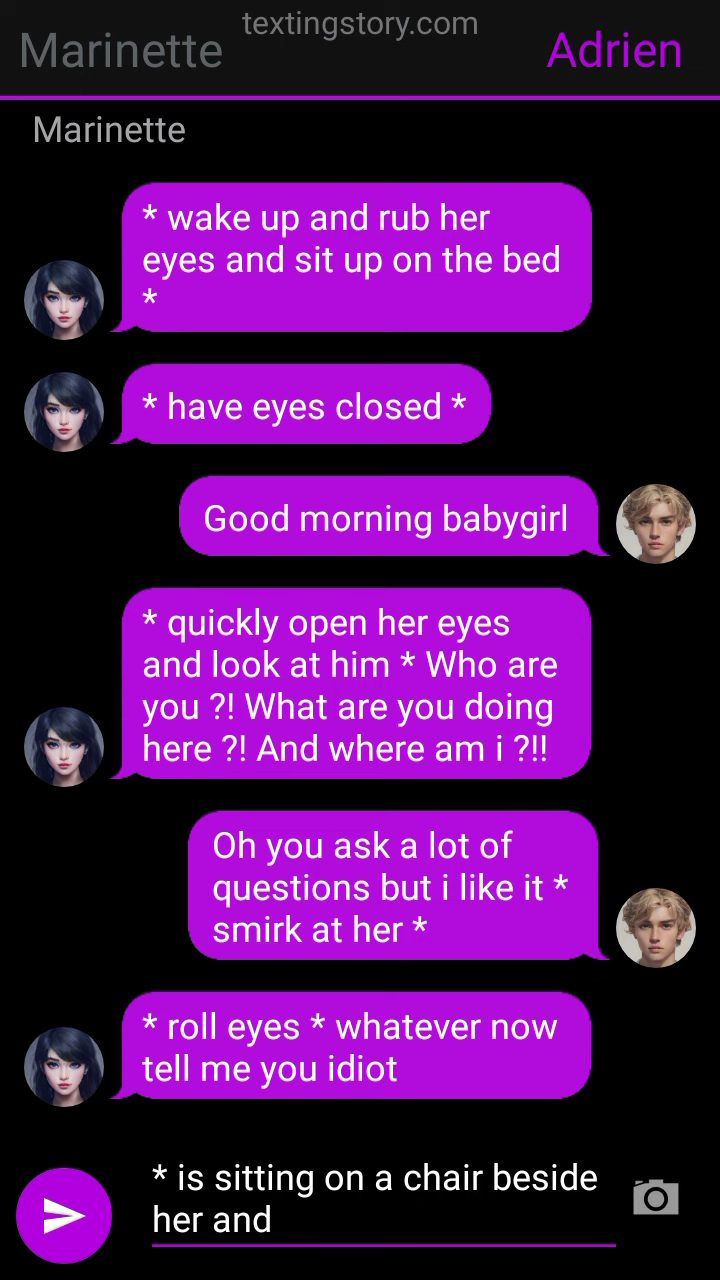 textingstory.com
Marinette Adrien
Marinette
* wake up and rub her
eyes and sit up on the bed
*
* have eyes closed *
Good morning babygirl
* quickly open her eyes
and look at him * Who are
you ?! What are you doing
here ?! And where am i ?!!
Oh you ask a lot of
questions but i like it *
smirk at her *
* roll eyes * whatever now
tell me you idiot
* is sitting on a chair beside
her and